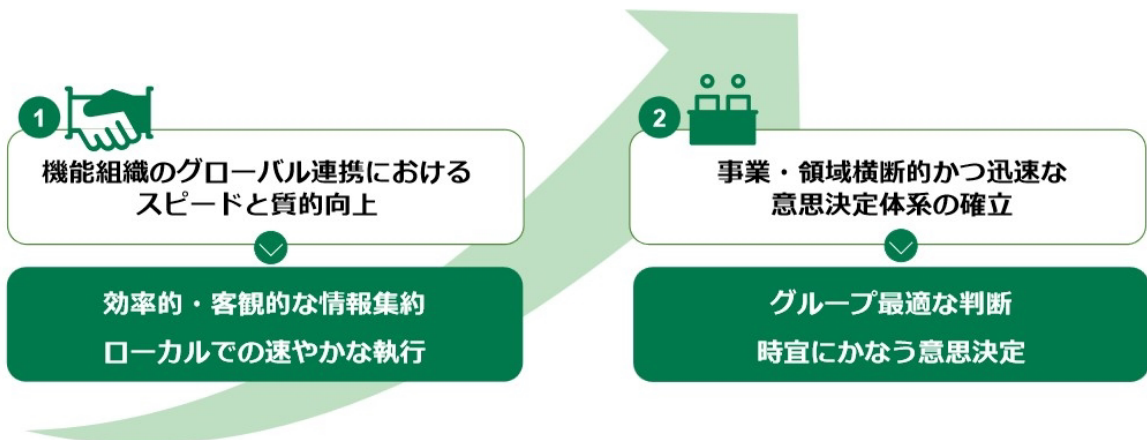 1
機能組織のグローバル連携における
スピードと質的向上
効率的・客観的な情報集約
ローカルでの速やかな執行
2
事業・領域横断的かつ迅速な
意思決定体系の確立
グループ最適な判断
時宜にかなう意思決定